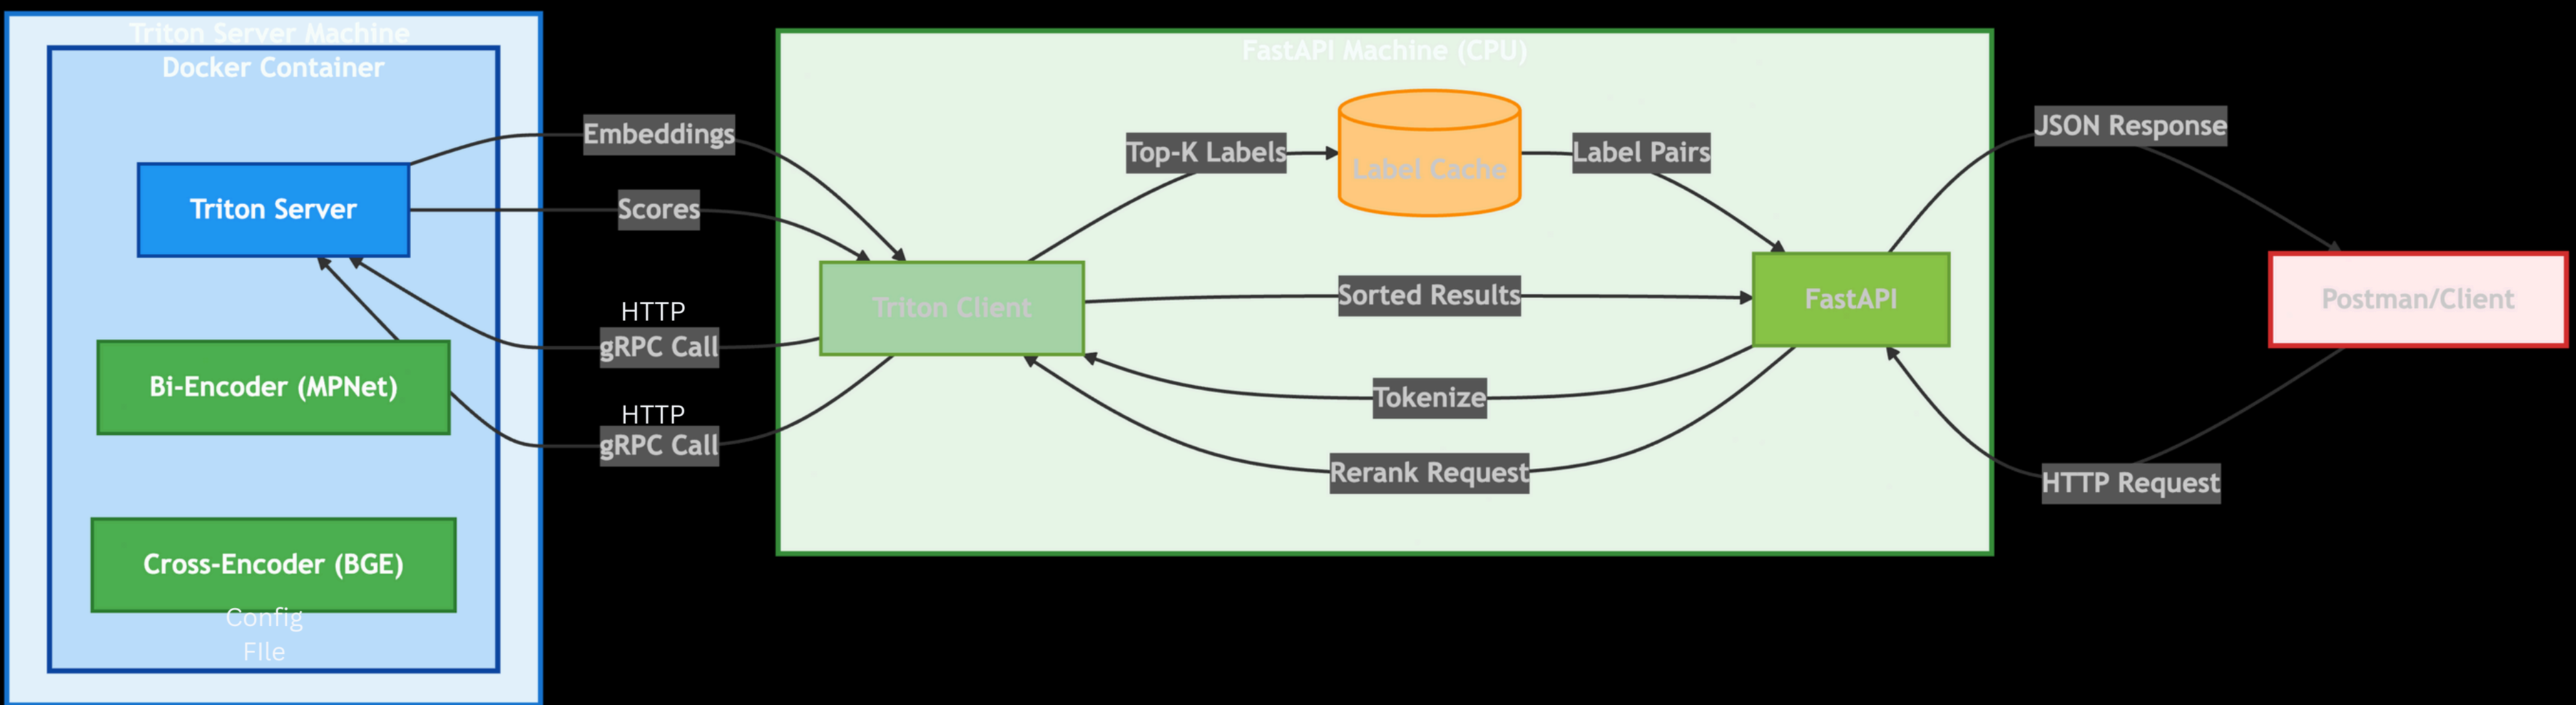 Triton Server Machine
Docker Container
Triton Server
Bi-Encoder (MPNet)
Cross-Encoder (BGE)
Config
FIle
Embeddings
Scores
HTTP
gRPC Call
HTTP
gRPC Call
FastAPI Machine (CPU)
Top-K Labels
Label Cache
Label Pairs
Triton Client
Sorted Results
FastAPI
Tokenize
Rerank Request
JSON Response
Postman/Client
HTTP Request